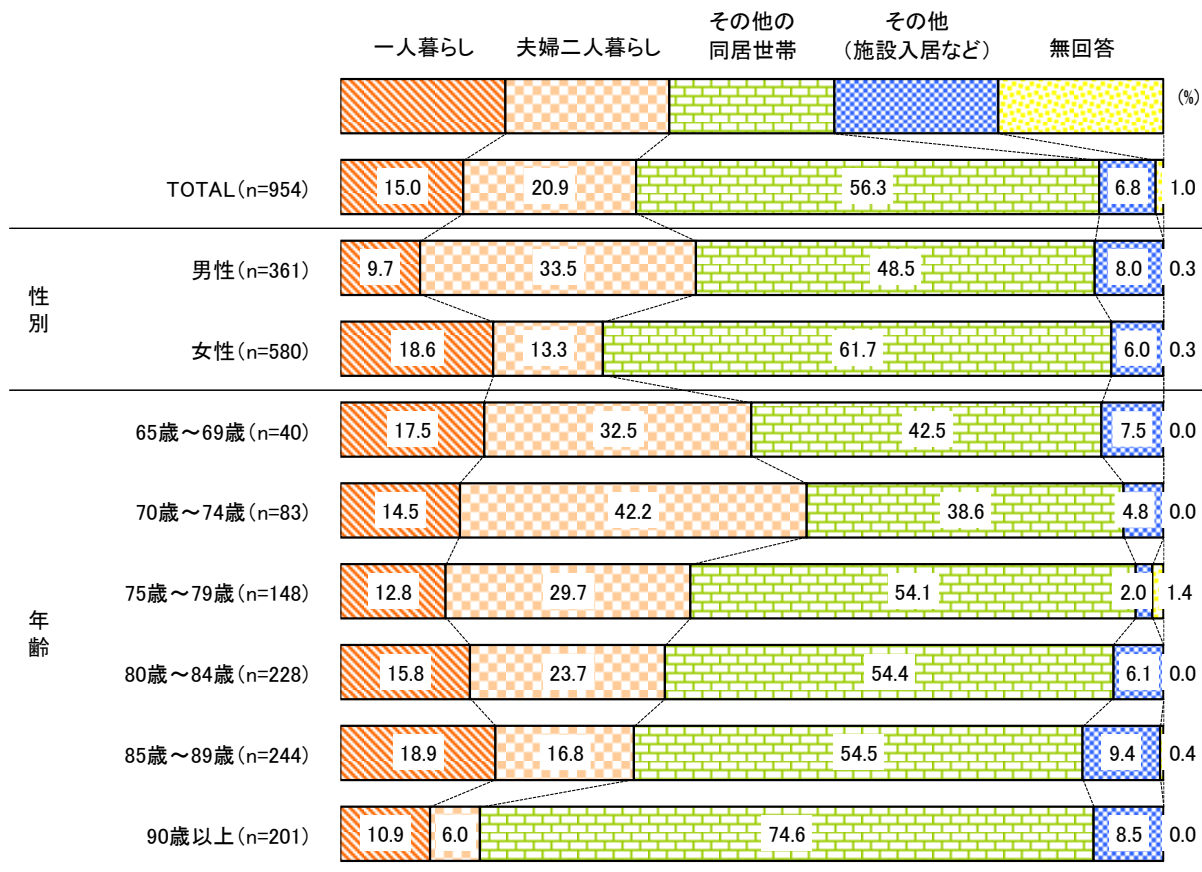 一人暮らし 夫婦二人暮らし その他の同居世帯 その他(施設入居など) 無回答
(%)
TOTAL(n=954) 15.0 20.9 56.3 6.8 1.0
性別
男性(n=361) 9.7 33.5 48.5 8.0 0.3
女性(n=580) 18.6 13.3 61.7 6.0 0.3
年齢
65歳～69歳(n=40) 17.5 32.5 42.5 7.5 0.0
70歳～74歳(n=83) 14.5 42.2 38.6 4.8 0.0
75歳～79歳(n=148) 12.8 29.7 54.1 2.0 1.4
80歳～84歳(n=228) 15.8 23.7 54.4 6.1 0.0
85歳～89歳(n=244) 18.9 16.8 54.5 9.4 0.4
90歳以上(n=201) 10.9 6.0 74.6 8.5 0.0